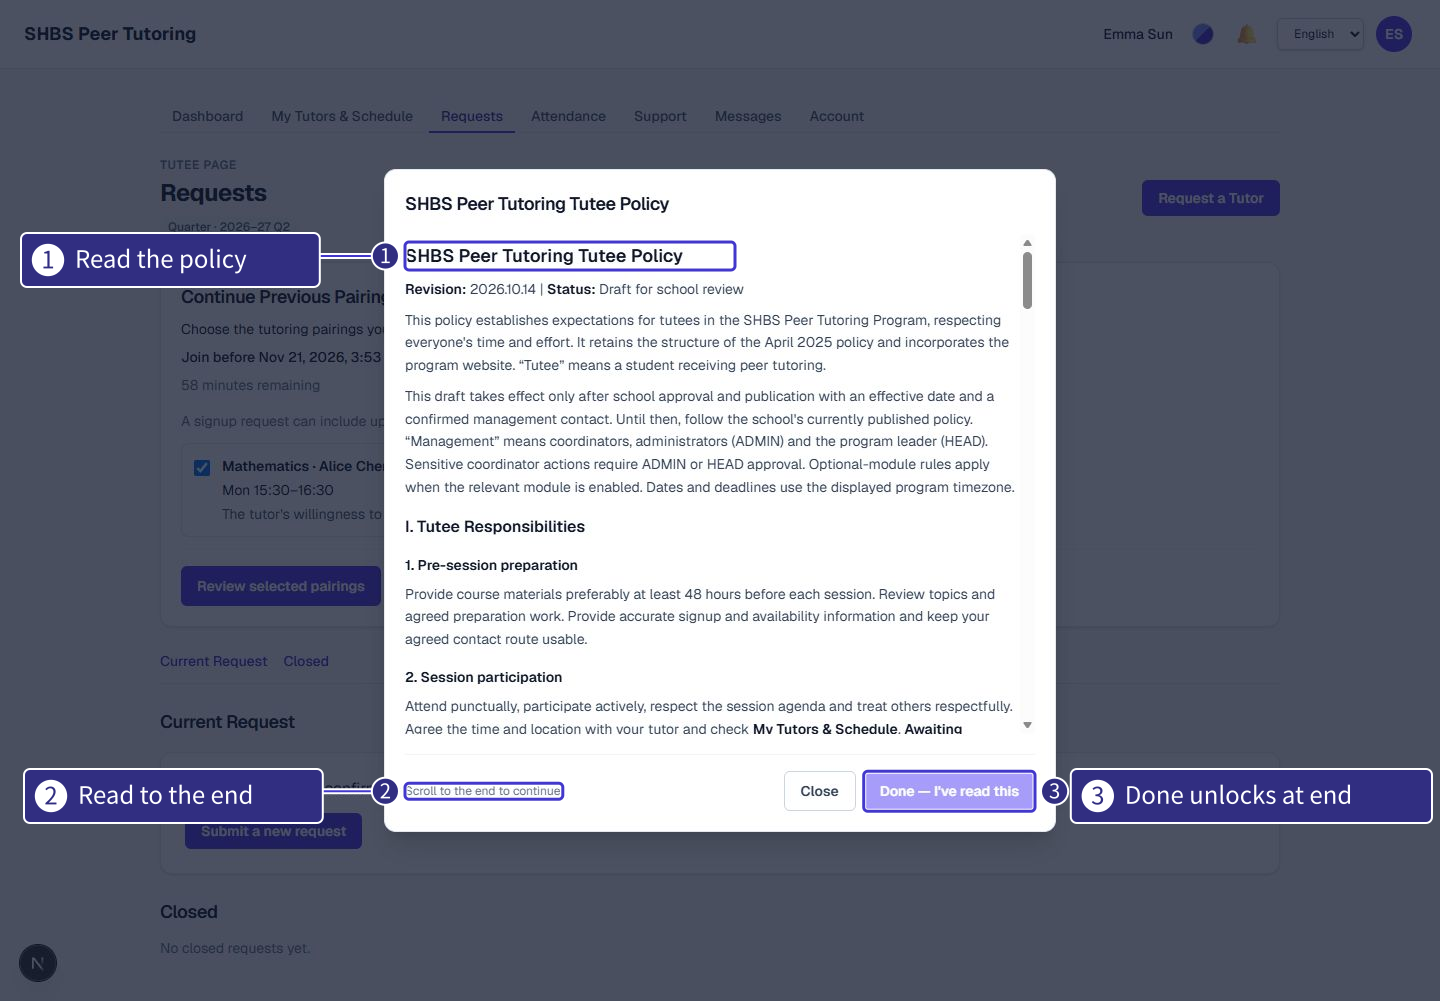 SHBS Peer Tutoring
Emma Sun
English
ES
Dashboard
My Tutors & Schedule
Requests
Attendance
Support
Messages
Account
TUTEE PAGE
Requests
Request a Tutor
Quarter · 2026–27 Q2
1 Read the policy
Continue Previous Pairing
Choose the tutoring pairings yo
Join before Nov 21, 2026, 3:53
58 minutes remaining
A signup request can include up
Mathematics · Alice Che
Mon 15:30–16:30
The tutor's willingness to
Review selected pairings
Current Request
Closed
Current Request
2 Read to the end
Submit a new request
Closed
No closed requests yet.
N
SHBS Peer Tutoring Tutee Policy
1
SHBS Peer Tutoring Tutee Policy
Revision: 2026.10.14 | Status: Draft for school review
This policy establishes expectations for tutees in the SHBS Peer Tutoring Program, respecting
everyone's time and effort. It retains the structure of the April 2025 policy and incorporates the
program website. “Tutee” means a student receiving peer tutoring.
This draft takes effect only after school approval and publication with an effective date and a
confirmed management contact. Until then, follow the school's currently published policy.
“Management” means coordinators, administrators (ADMIN) and the program leader (HEAD).
Sensitive coordinator actions require ADMIN or HEAD approval. Optional-module rules apply
when the relevant module is enabled. Dates and deadlines use the displayed program timezone.
I. Tutee Responsibilities
1. Pre-session preparation
Provide course materials preferably at least 48 hours before each session. Review topics and
agreed preparation work. Provide accurate signup and availability information and keep your
agreed contact route usable.
2. Session participation
Attend punctually, participate actively, respect the session agenda and treat others respectfully.
Agree the time and location with your tutor and check My Tutors & Schedule. Awaiting
2
Scroll to the end to continue
Close
Done — I've read this
3
3 Done unlocks at end